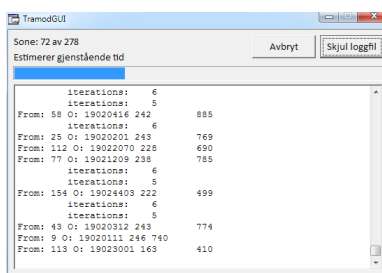 TramodGUI
Sone: 72 av 278
Estimerer gjenstående tid
Avbryt
Skjul loggfil
iterations: 6
iterations: 5
From: 58 O: 19020416 242 885
iterations: 6
From: 25 O: 19020201 243 769
From: 112 O: 19022070 228 690
From: 77 O: 19021209 238 785
iterations: 6
iterations: 5
From: 154 O: 19024403 222 499
iterations: 6
iterations: 5
From: 43 O: 19020312 243 774
From: 9 O: 19020111 246 740
From: 113 O: 19023001 163 410